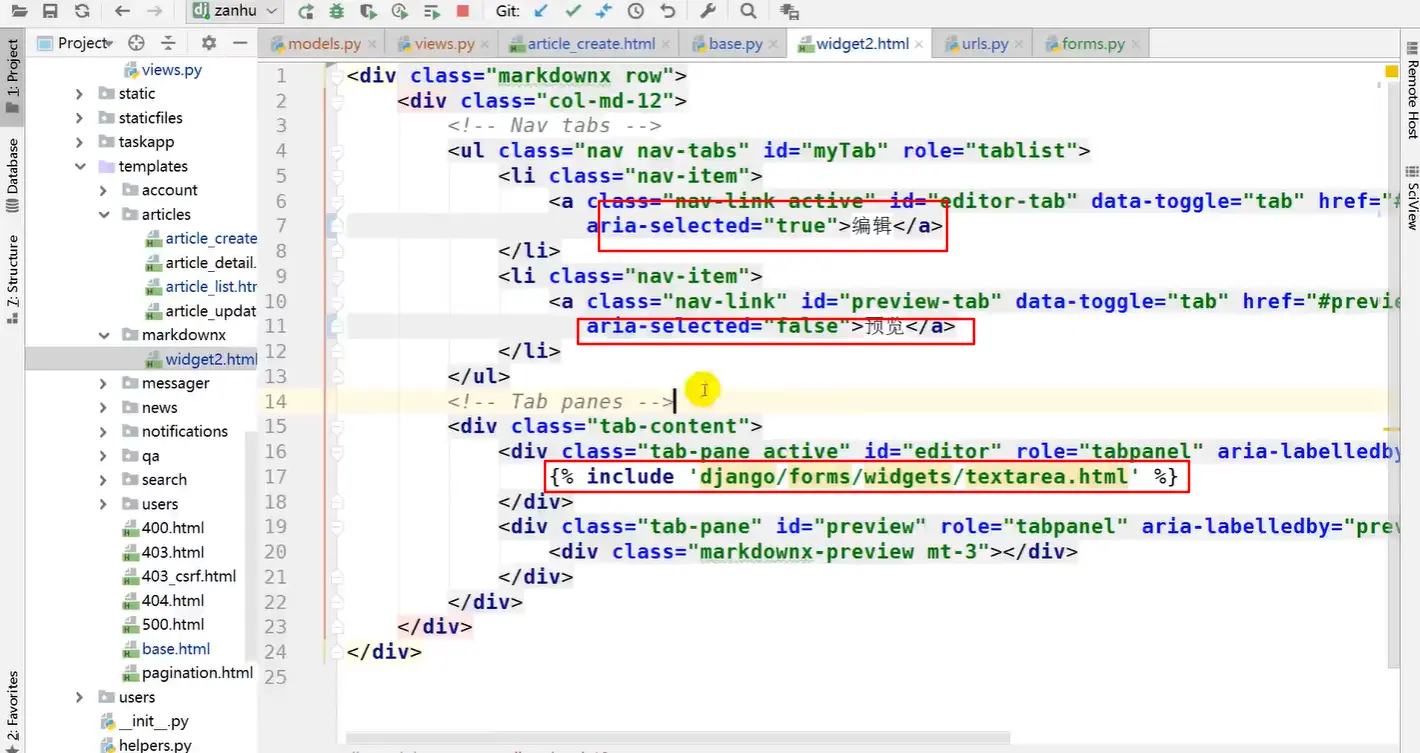 zanhu
Git:
1: Project
Database
Z: Structure
2: Favorites
Project
models.py
views.py
article_create.html
base.py
widget2.html
urls.py
forms.py
Remote Host
SciView
views.py
static
staticfiles
taskapp
templates
account
articles
article_create
article_detail.
article_list.htm
article_updat
markdownx
widget2.html
messager
news
notifications
qa
search
users
400.html
403.html
403_csrf.html
404.html
500.html
base.html
pagination.html
users
__init__.py
helpers.py
1 <div class="markdownx row">
2 <div class="col-md-12">
3 <!-- Nav tabs -->
4 <ul class="nav nav-tabs" id="myTab" role="tablist">
5 <li class="nav-item">
6 <a class="nav-link active" id="editor-tab" data-toggle="tab" href="#
7 aria-selected="true">编辑</a>
8 </li>
9 <li class="nav-item">
10 <a class="nav-link" id="preview-tab" data-toggle="tab" href="#previe
11 aria-selected="false">预览</a>
12 </li>
13 </ul>
14 <!-- Tab panes -->
15 <div class="tab-content">
16 <div class="tab-pane active" id="editor" role="tabpanel" aria-labelledby
17 {% include 'django/forms/widgets/textarea.html' %}
18 </div>
19 <div class="tab-pane" id="preview" role="tabpanel" aria-labelledby="prev
20 <div class="markdownx-preview mt-3"></div>
21 </div>
22 </div>
23 </div>
24 </div>
25